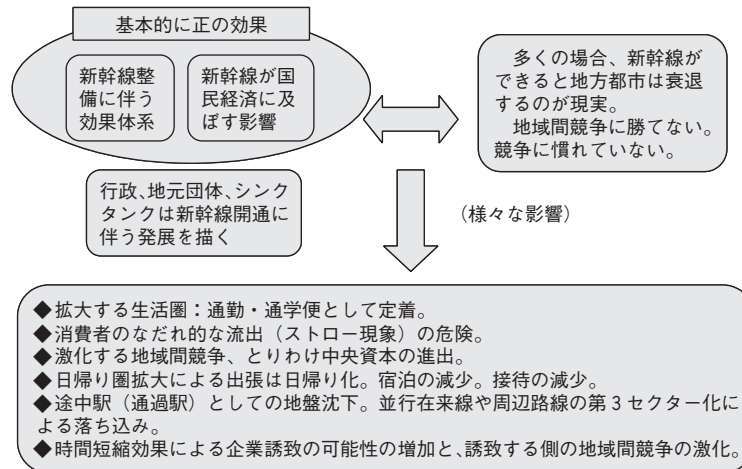 基本的に正の効果
新幹線整
備に伴う
効果体系
新幹線が国
民経済に及
ぼす影響
多くの場合、新幹線が
できると地方都市は衰退
するのが現実。
地域間競争に勝てない。
競争に慣れていない。
行政、地元団体、シンク
タンクは新幹線開通に
伴う発展を描く
(様々な影響)
◆拡大する生活圏：通勤・通学便として定着。
◆消費者のなだれ的な流出（ストロー現象）の危険。
◆激化する地域間競争、とりわけ中央資本の進出。
◆日帰り圏拡大による出張は日帰り化。宿泊の減少。接待の減少。
◆途中駅（通過駅）としての地盤沈下。並行在来線や周辺路線の第３セクター化に
よる落ち込み。
◆時間短縮効果による企業誘致の可能性の増加と、誘致する側の地域間競争の激化。